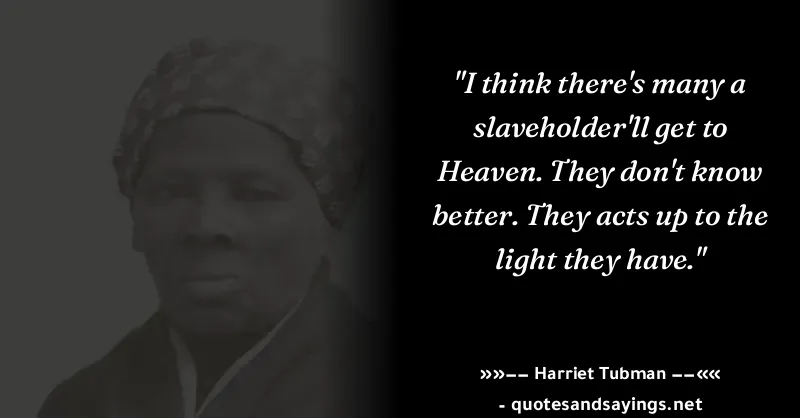 "I think there's many a
slaveholder'll get to
Heaven. They don't know
better. They acts up to the
light they have."
»»–– Harriet Tubman ––««
- quotesandsayings.net